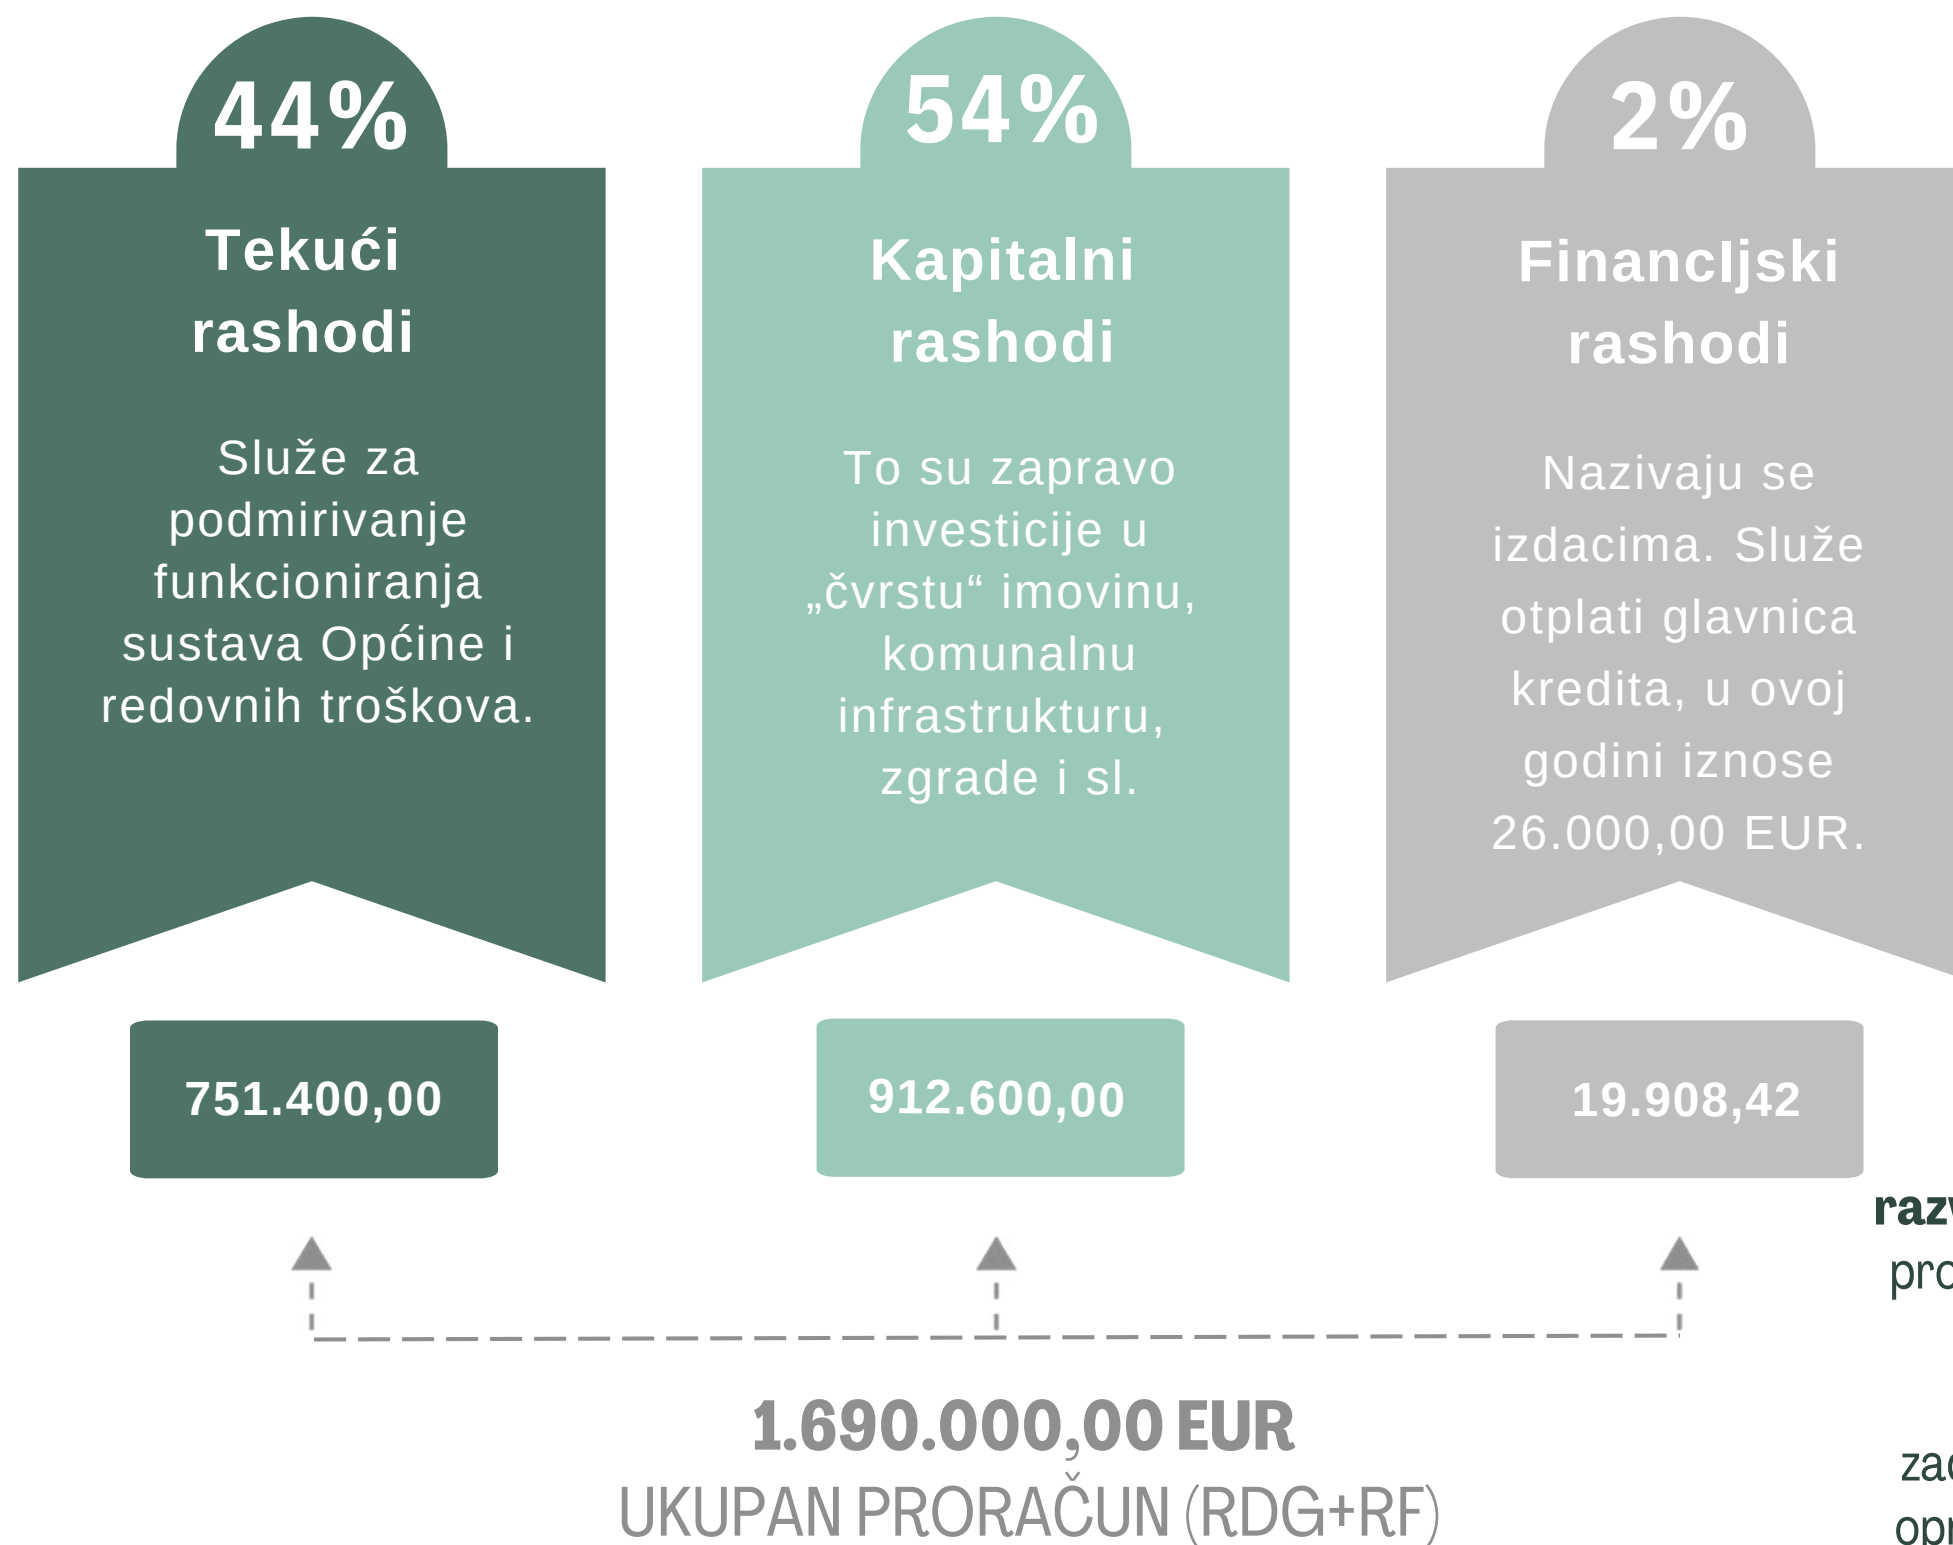 44%
Tekući
rashodi
Služe za
podmirivanje
funkcioniranja
sustava Općine i
redovnih troškova.
751.400,00
54%
Kapitalni
rashodi
To su zapravo
investicije u
„čvrstu“ imovinu,
komunalnu
infrastrukturu,
zgrade i sl.
912.600,00
2%
FinancIjski
rashodi
Nazivaju se
izdacima. Služe
otplati glavnica
kredita, u ovoj
godini iznose
26.000,00 EUR.
19.908,42
1.690.000,00 EUR
UKUPAN PRORAČUN (RDG+RF)